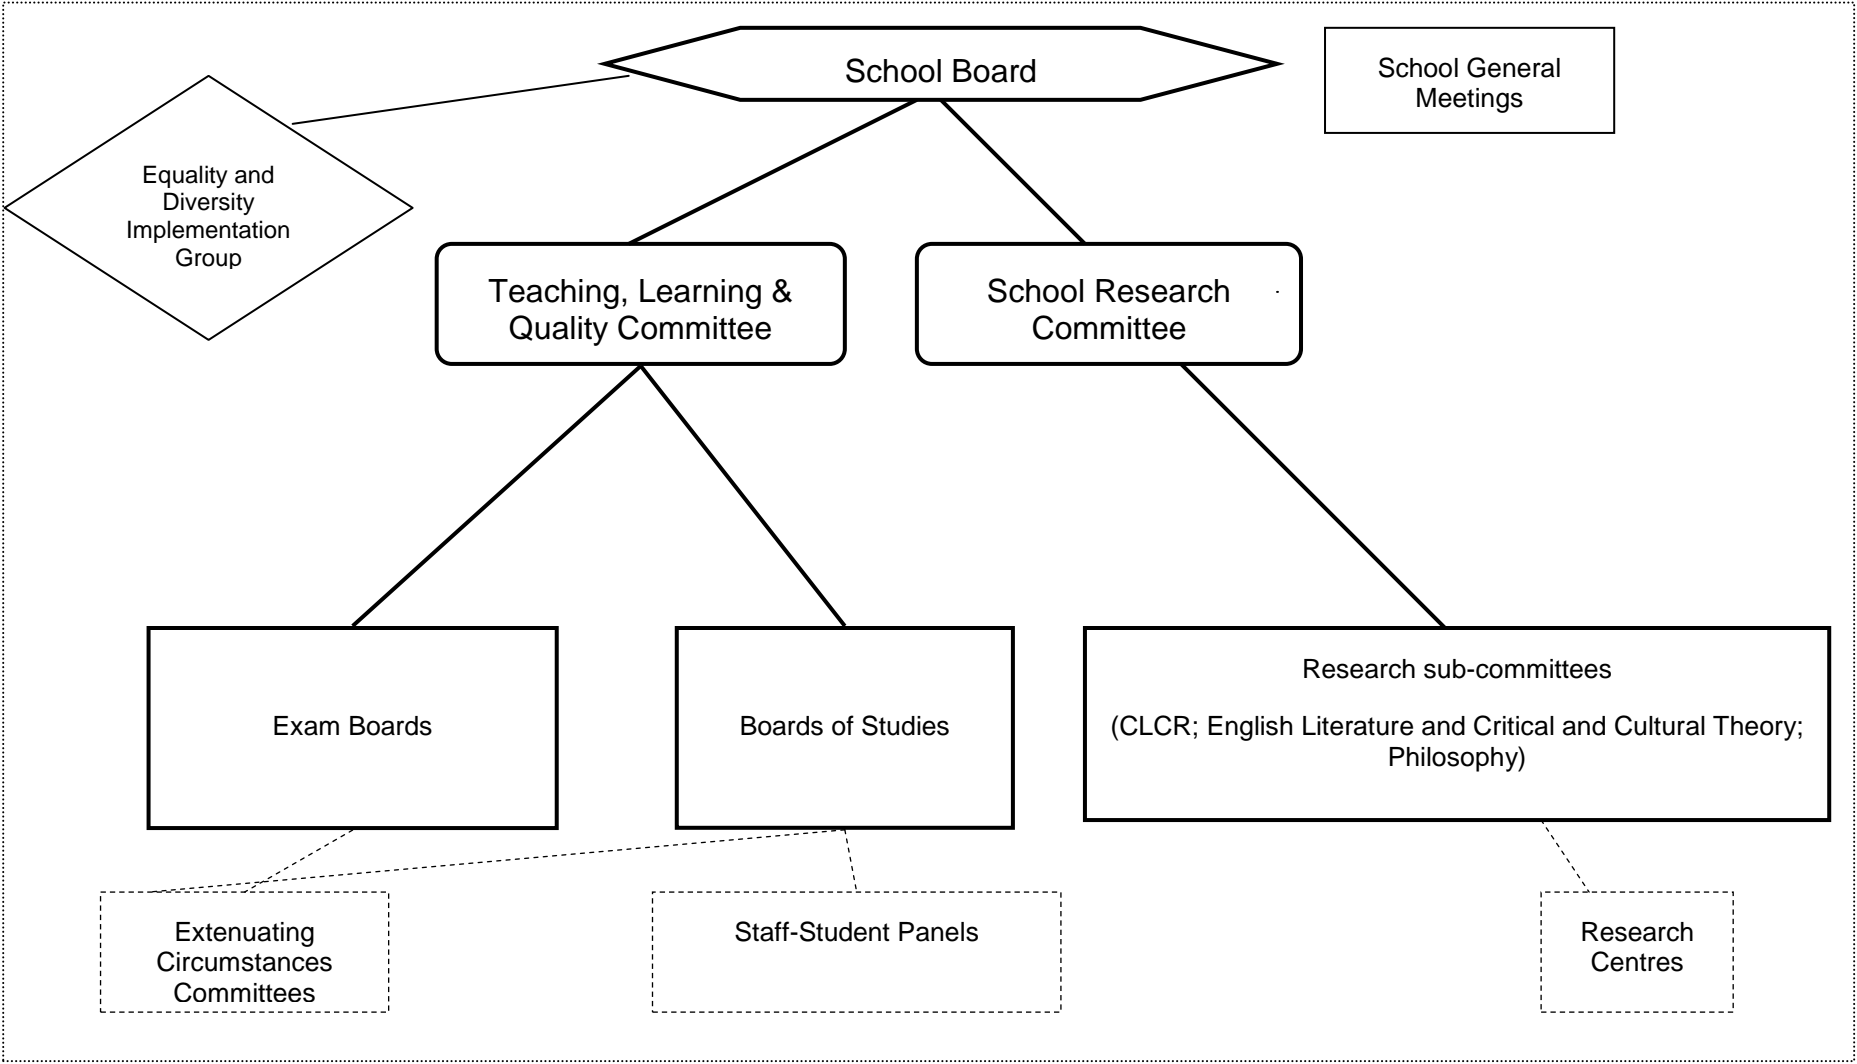 School Board
School General
Meetings
Equality and
Diversity
Implementation
Group
Teaching, Learning &
Quality Committee
School Research
Committee
Exam Boards
Boards of Studies
Research sub-committees
(CLCR; English Literature and Critical and Cultural Theory;
Philosophy)
Extenuating
Circumstances
Committees
Staff-Student Panels
Research
Centres